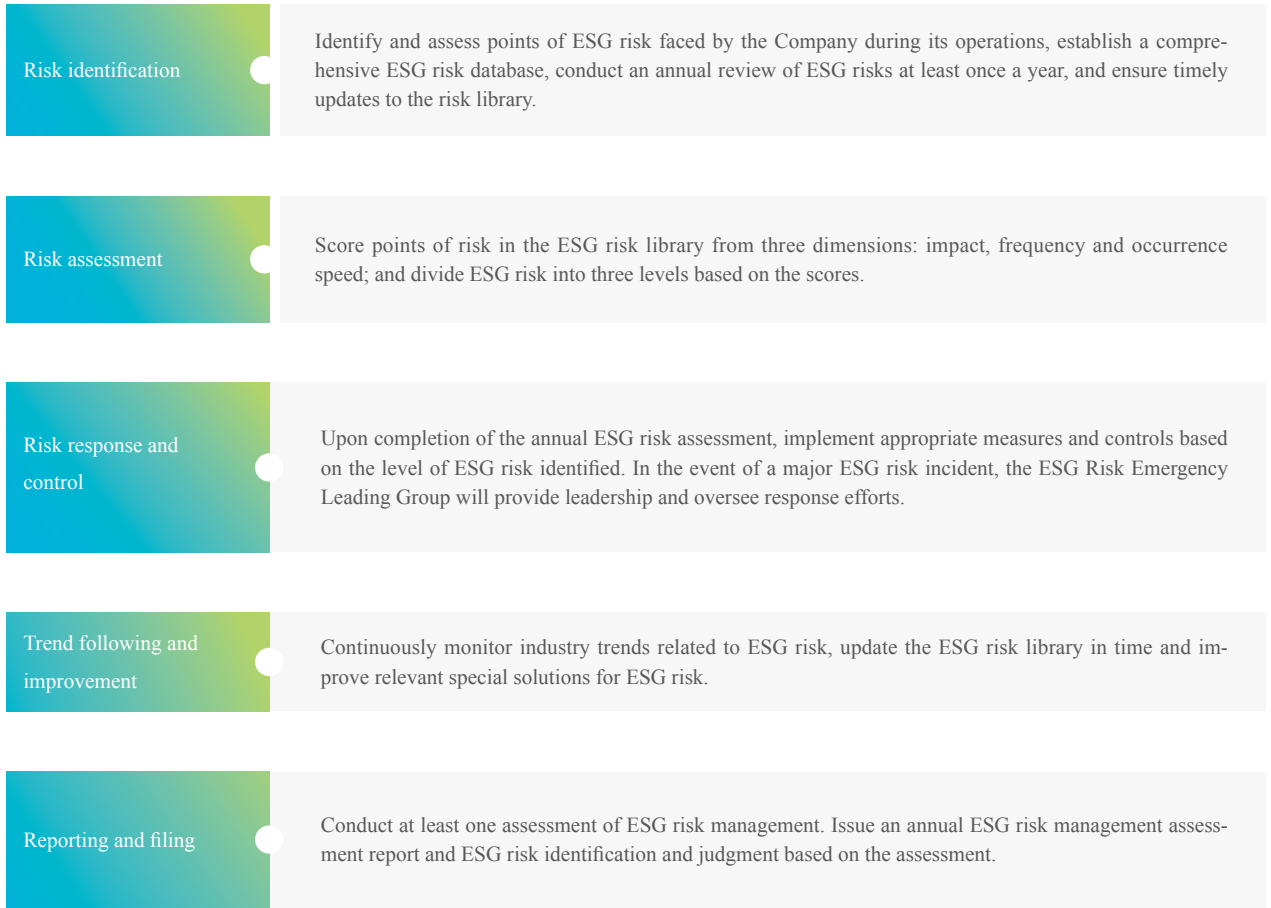 Risk identification
Identify and assess points of ESG risk faced by the Company during its operations, establish a compre-
hensive ESG risk database, conduct an annual review of ESG risks at least once a year, and ensure timely
updates to the risk library.
Risk assessment
Score points of risk in the ESG risk library from three dimensions: impact, frequency and occurrence
speed; and divide ESG risk into three levels based on the scores.
Risk response and
control
Upon completion of the annual ESG risk assessment, implement appropriate measures and controls based
on the level of ESG risk identified. In the event of a major ESG risk incident, the ESG Risk Emergency
Leading Group will provide leadership and oversee response efforts.
Trend following and
improvement
Continuously monitor industry trends related to ESG risk, update the ESG risk library in time and im-
prove relevant special solutions for ESG risk.
Reporting and filing
Conduct at least one assessment of ESG risk management. Issue an annual ESG risk management assess-
ment report and ESG risk identification and judgment based on the assessment.